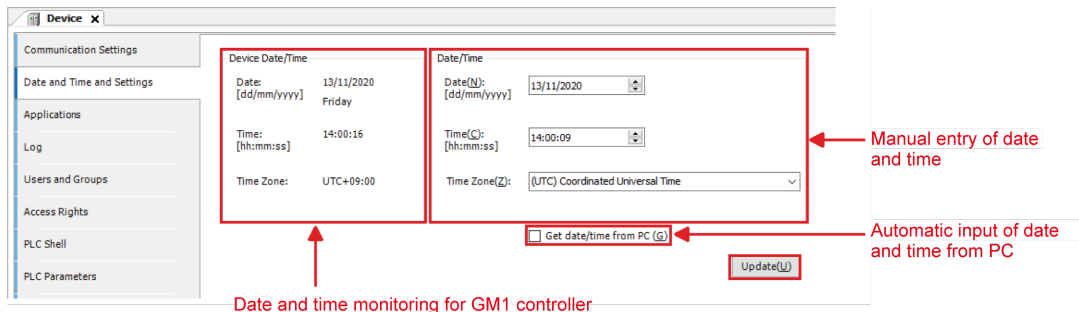 Device X
Communication Settings
Date and Time and Settings
Applications
Log
Users and Groups
Access Rights
PLC Shell
PLC Parameters
Device Date/Time
Date:
[dd/mm/yyyy]
13/11/2020
Friday
Time:
[hh:mm:ss]
14:00:16
Time Zone:
UTC+09:00
Date/Time
Date(N):
[dd/mm/yyyy]
13/11/2020
Time(C):
[hh:mm:ss]
14:00:09
Time Zone(Z):
(UTC) Coordinated Universal Time
Get date/time from PC (G)
Update(U)
Manual entry of date
and time
Automatic input of date
and time from PC
Date and time monitoring for GM1 controller